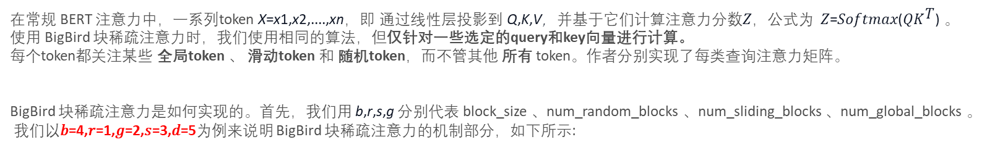 在常规 BERT 注意力中，一系列token X=x1,x2,....,xn，即 通过线性层投影到 Q,K,V，并基于它们计算注意力分数Z，公式为 Z=Softmax(QK^T) 。
使用 BigBird 块稀疏注意力时，我们使用相同的算法，但仅针对一些选定的query和key向量进行计算。
每个token都关注某些 全局token 、 滑动token 和 随机token，而不管其他 所有 token。作者分别实现了每类查询注意力矩阵。
BigBird 块稀疏注意力是如何实现的。首先，我们用 b,r,s,g 分别代表 block_size 、num_random_blocks 、num_sliding_blocks 、num_global_blocks 。
我们以b=4,r=1,g=2,s=3,d=5为例来说明 BigBird 块稀疏注意力的机制部分，如下所示: